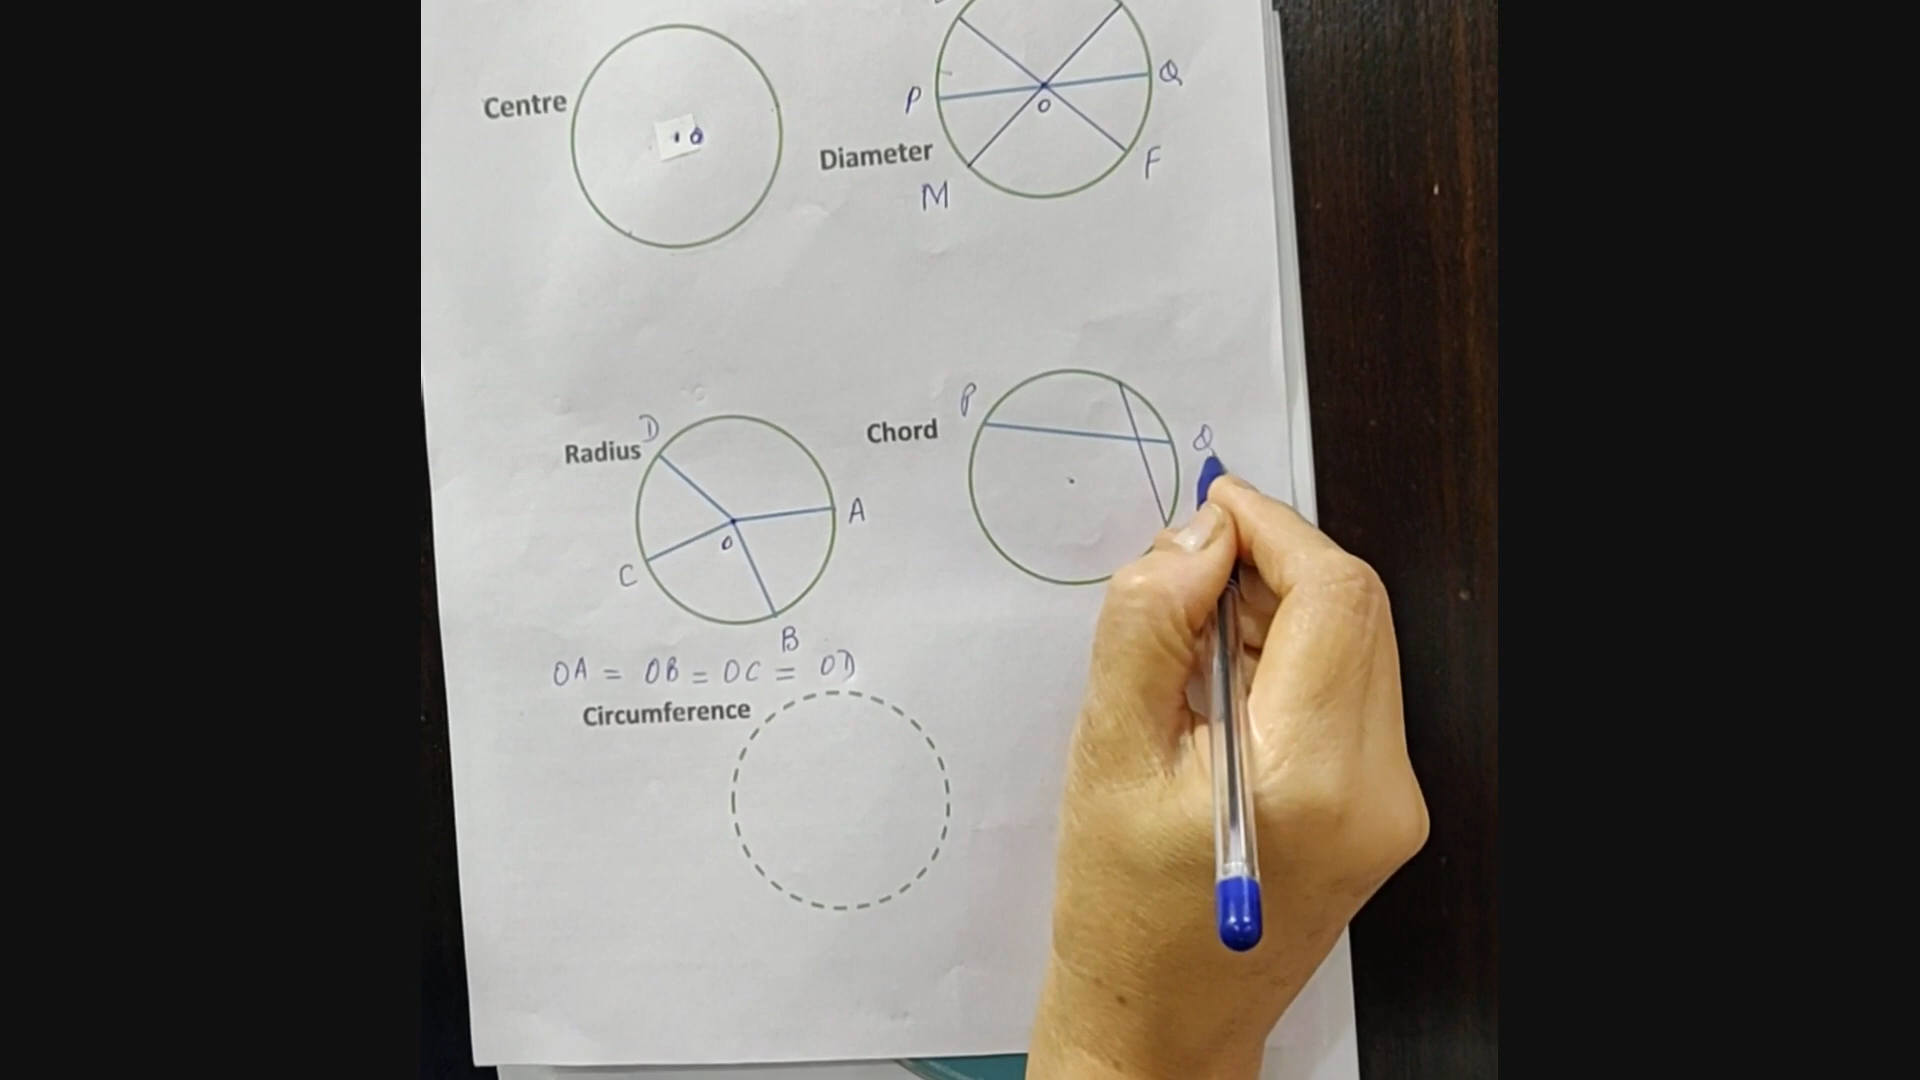 Centre
O
P
Q
O
Diameter
F
M
Radius
D
P
Chord
Q
A
O
C
B
OA = OB = OC = OD
Circumference